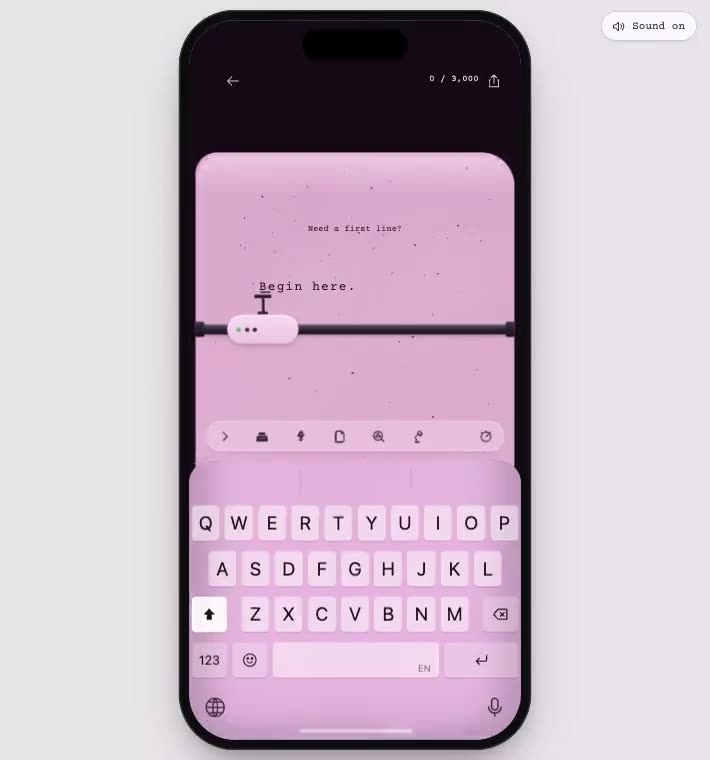 Sound on
0 / 3,000
Need a first line?
Begin here.
Q W E R T Y U I O P
A S D F G H J K L
Z X C V B N M
123
EN